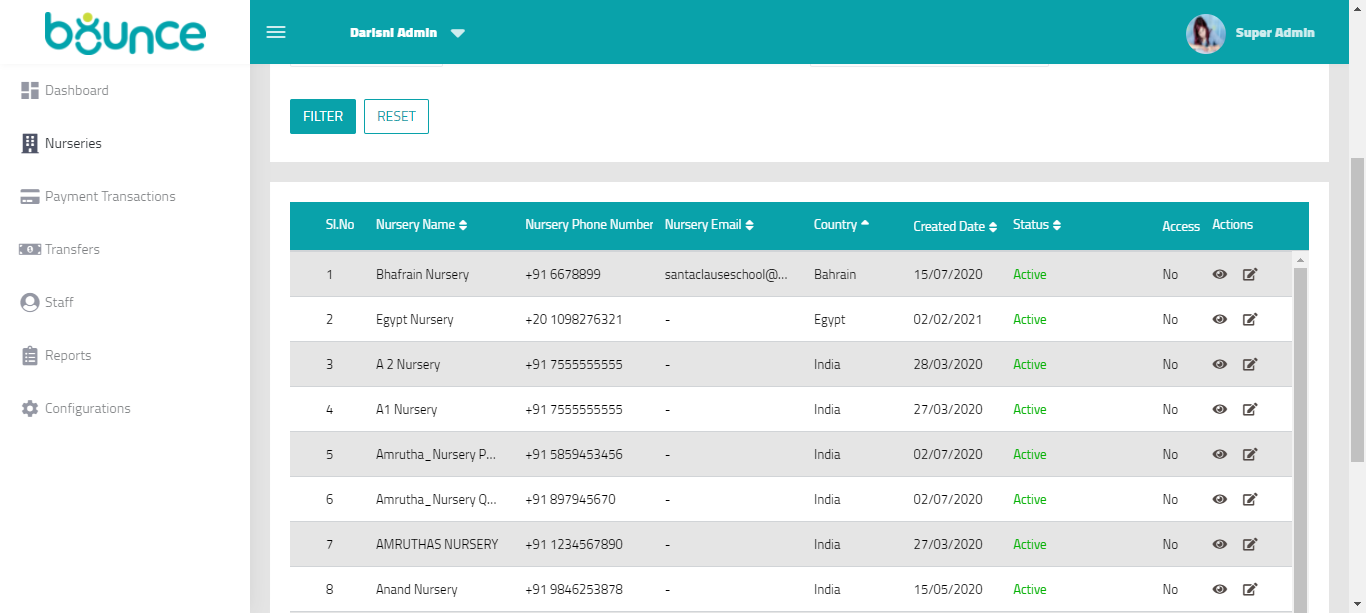 bounce
Darisni Admin
Super Admin
Dashboard
Nurseries
Payment Transactions
Transfers
Staff
Reports
Configurations
FILTER RESET
Sl.No Nursery Name Nursery Phone Number Nursery Email Country Created Date Status Access Actions
1 Bhafrain Nursery +91 6678899 santaclauseschool@... Bahrain 15/07/2020 Active No
2 Egypt Nursery +20 1098276321 - Egypt 02/02/2021 Active No
3 A 2 Nursery +91 7555555555 - India 28/03/2020 Active No
4 A1 Nursery +91 7555555555 - India 27/03/2020 Active No
5 Amrutha_Nursery P... +91 5859453456 - India 02/07/2020 Active No
6 Amrutha_Nursery Q... +91 897945670 - India 02/07/2020 Active No
7 AMRUTHAS NURSERY +91 1234567890 - India 27/03/2020 Active No
8 Anand Nursery +91 9846253878 - India 15/05/2020 Active No